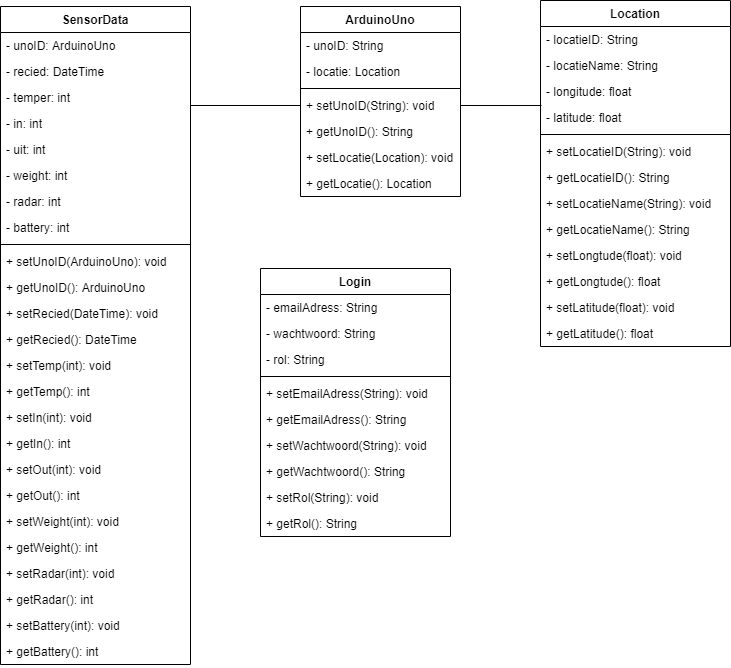 SensorData
- unoID: ArduinoUno
- recied: DateTime
- temper: int
- in: int
- uit: int
- weight: int
- radar: int
- battery: int
+ setUnoID(ArduinoUno): void
+ getUnoID(): ArduinoUno
+ setRecied(DateTime): void
+ getRecied(): DateTime
+ setTemp(int): void
+ getTemp(): int
+ setIn(int): void
+ getIn(): int
+ setOut(int): void
+ getOut(): int
+ setWeight(int): void
+ getWeight(): int
+ setRadar(int): void
+ getRadar(): int
+ setBattery(int): void
+ getBattery(): int
ArduinoUno
- unoID: String
- locatie: Location
+ setUnoID(String): void
+ getUnoID(): String
+ setLocatie(Location): void
+ getLocatie(): Location
Location
- locatieID: String
- locatieName: String
- longitude: float
- latitude: float
+ setLocatieID(String): void
+ getLocatieID(): String
+ setLocatieName(String): void
+ getLocatieName(): String
+ setLongtude(float): void
+ getLongtude(): float
+ setLatitude(float): void
+ getLatitude(): float
Login
- emailAdress: String
- wachtwoord: String
- rol: String
+ setEmailAdress(String): void
+ getEmailAdress(): String
+ setWachtwoord(String): void
+ getWachtwoord(): String
+ setRol(String): void
+ getRol(): String